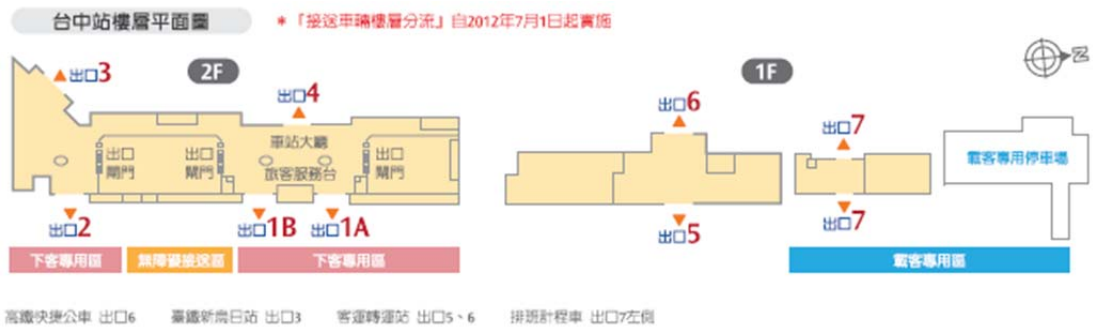 台中站樓層平面圖
＊「接送車輛樓層分流」自2012年7月1日起實施
2F
1F
N
出口3
出口4
出口6
出口7
車站大廳
出口
閘門
出口
閘門
出口
閘門
旅客服務台
載客專用停車場
出口2
出口1B
出口1A
出口5
出口7
下客專用區
無障礙接送區
下客專用區
載客專用區
高鐵快捷公車 出口6 臺鐵新烏日站 出口3 客運轉運站 出口5、6 排班計程車 出口7左側